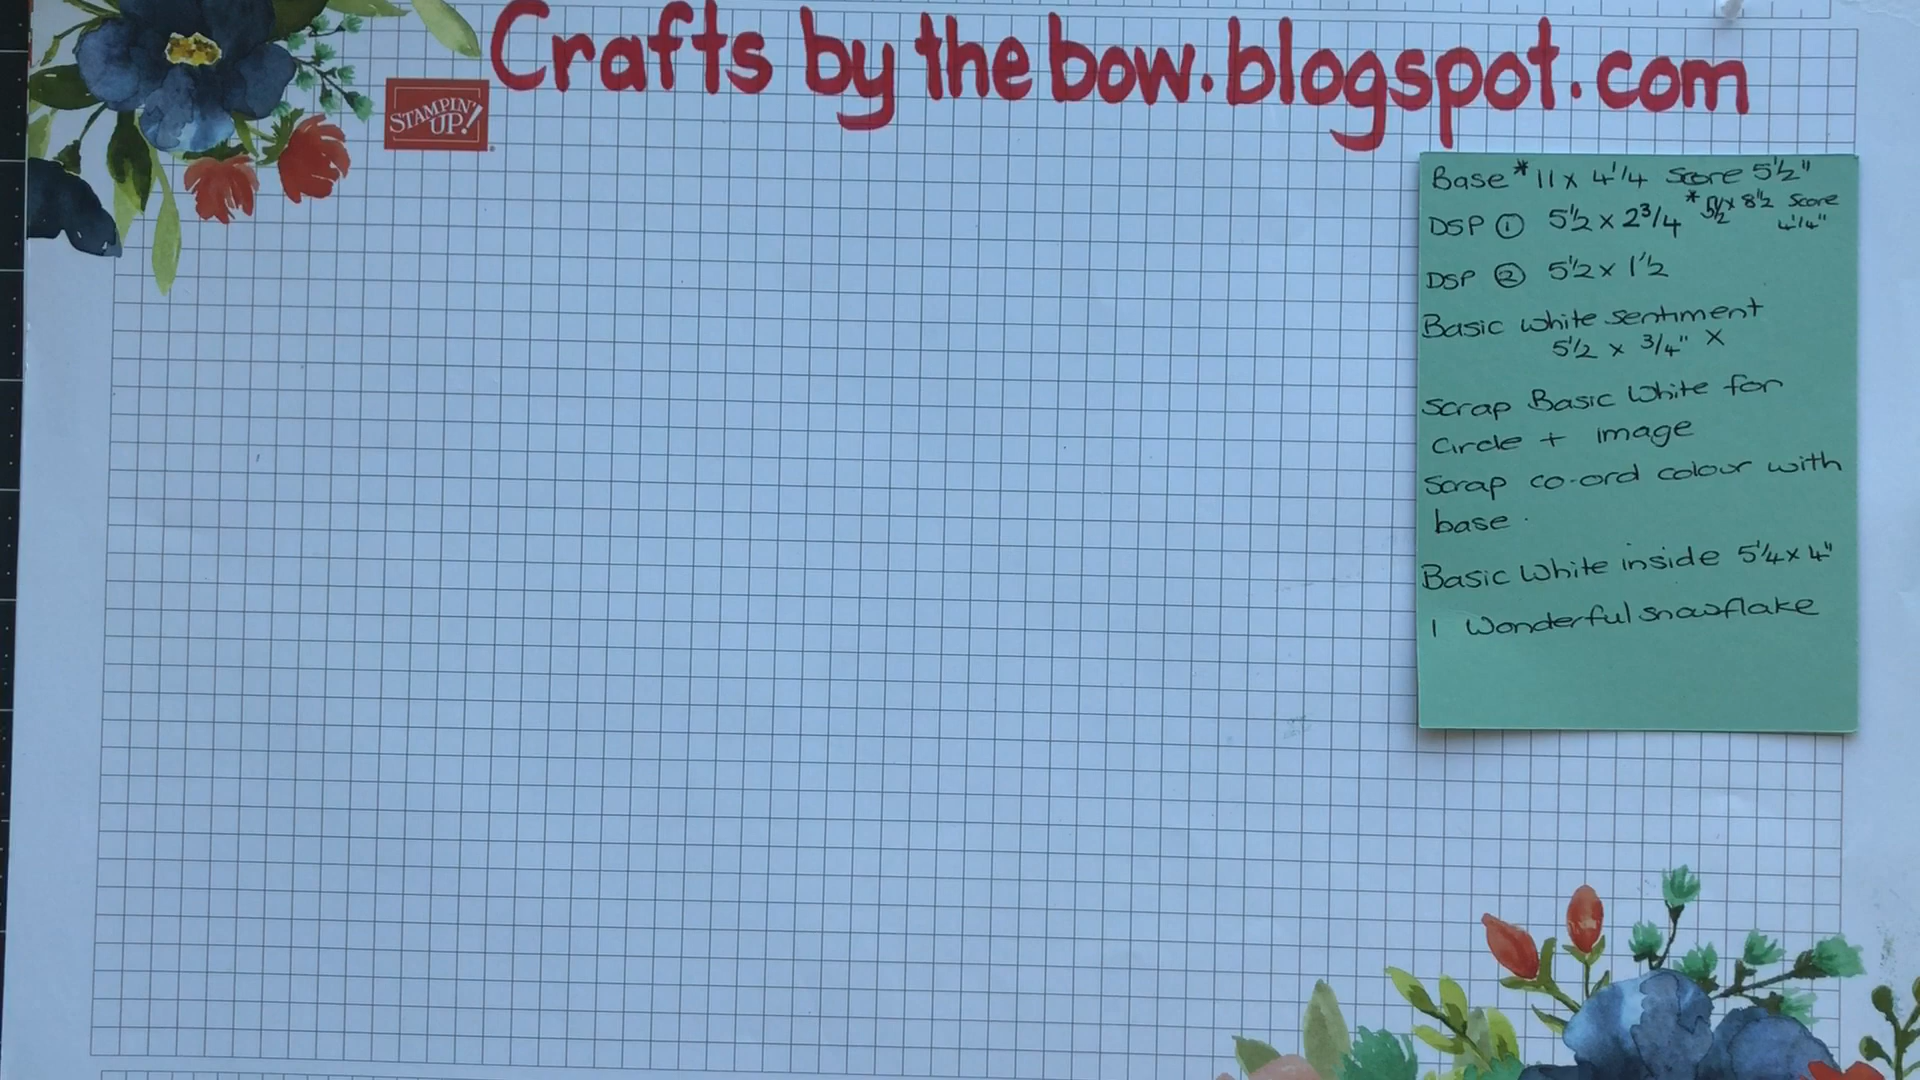 Crafts by the bow.blogspot.com
STAMPIN'
UP!
Base * 11 x 4 1/4 Score 5 1/2"
* 5 1/2 x 8 1/2 Score
4 1/4"
DSP ① 5 1/2 x 2 3/4
DSP ② 5 1/2 x 1 1/2
Basic White sentiment
5 1/2 x 3/4" x
Scrap Basic White for
circle + image
Scrap co-ord colour with
base.
Basic White inside 5 1/4 x 4"
1 Wonderful snowflake